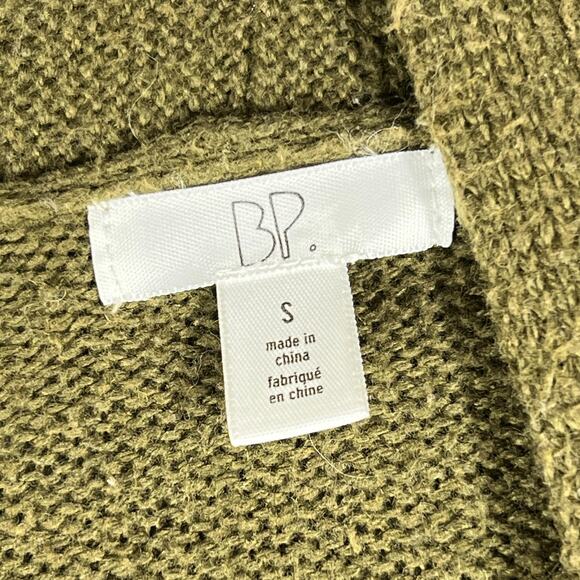 BP.
S
made in
china
fabriqué
en chine